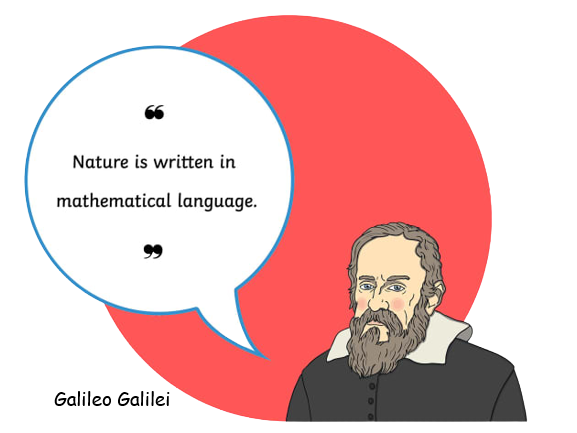 ❝
Nature is written in
mathematical language.
❞
Galileo Galilei